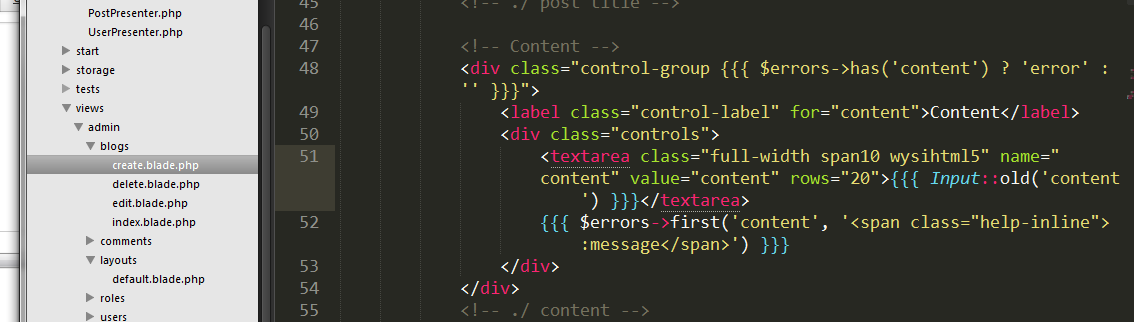 PostPresenter.php
UserPresenter.php
start
storage
tests
views
admin
blogs
create.blade.php
delete.blade.php
edit.blade.php
index.blade.php
comments
layouts
default.blade.php
roles
users
45 <!-- ./ post title -->
46
47 <!-- Content -->
48 <div class="control-group {{{ $errors->has('content') ? 'error' :
'' }}}">
49 <label class="control-label" for="content">Content</label>
50 <div class="controls">
51 <textarea class="full-width span10 wysihtml5" name="
content" value="content" rows="20">{{{ Input::old('content
') }}}</textarea>
52 {{{ $errors->first('content', '<span class="help-inline">
:message</span>') }}}
53 </div>
54 </div>
55 <!-- ./ content -->